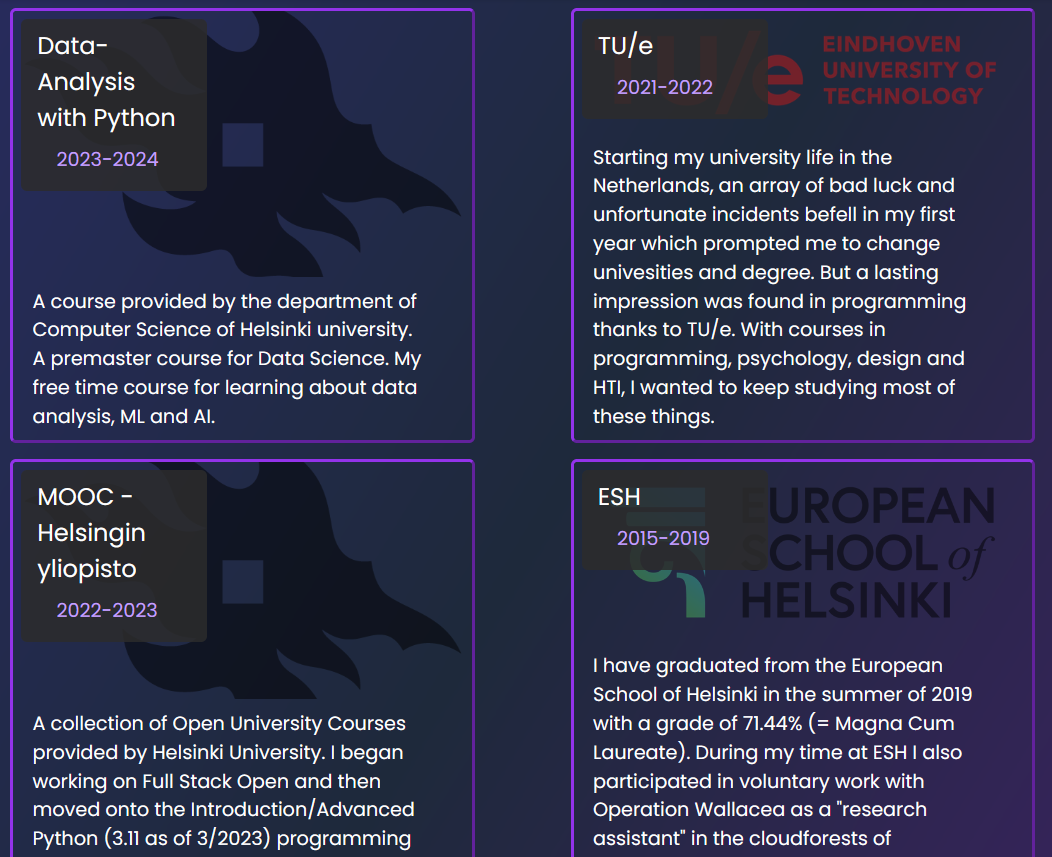 Data-
Analysis
with Python
2023-2024
A course provided by the department of
Computer Science of Helsinki university.
A premaster course for Data Science. My
free time course for learning about data
analysis, ML and AI.
TU/e
2021-2022
TU/e
EINDHOVEN
UNIVERSITY OF
TECHNOLOGY
Starting my university life in the
Netherlands, an array of bad luck and
unfortunate incidents befell in my first
year which prompted me to change
univesities and degree. But a lasting
impression was found in programming
thanks to TU/e. With courses in
programming, psychology, design and
HTI, I wanted to keep studying most of
these things.
MOOC -
Helsingin
yliopisto
2022-2023
A collection of Open University Courses
provided by Helsinki University. I began
working on Full Stack Open and then
moved onto the Introduction/Advanced
Python (3.11 as of 3/2023) programming
ESH
2015-2019
EUROPEAN
SCHOOL of
HELSINKI
I have graduated from the European
School of Helsinki in the summer of 2019
with a grade of 71.44% (= Magna Cum
Laureate). During my time at ESH I also
participated in voluntary work with
Operation Wallacea as a "research
assistant" in the cloudforests of